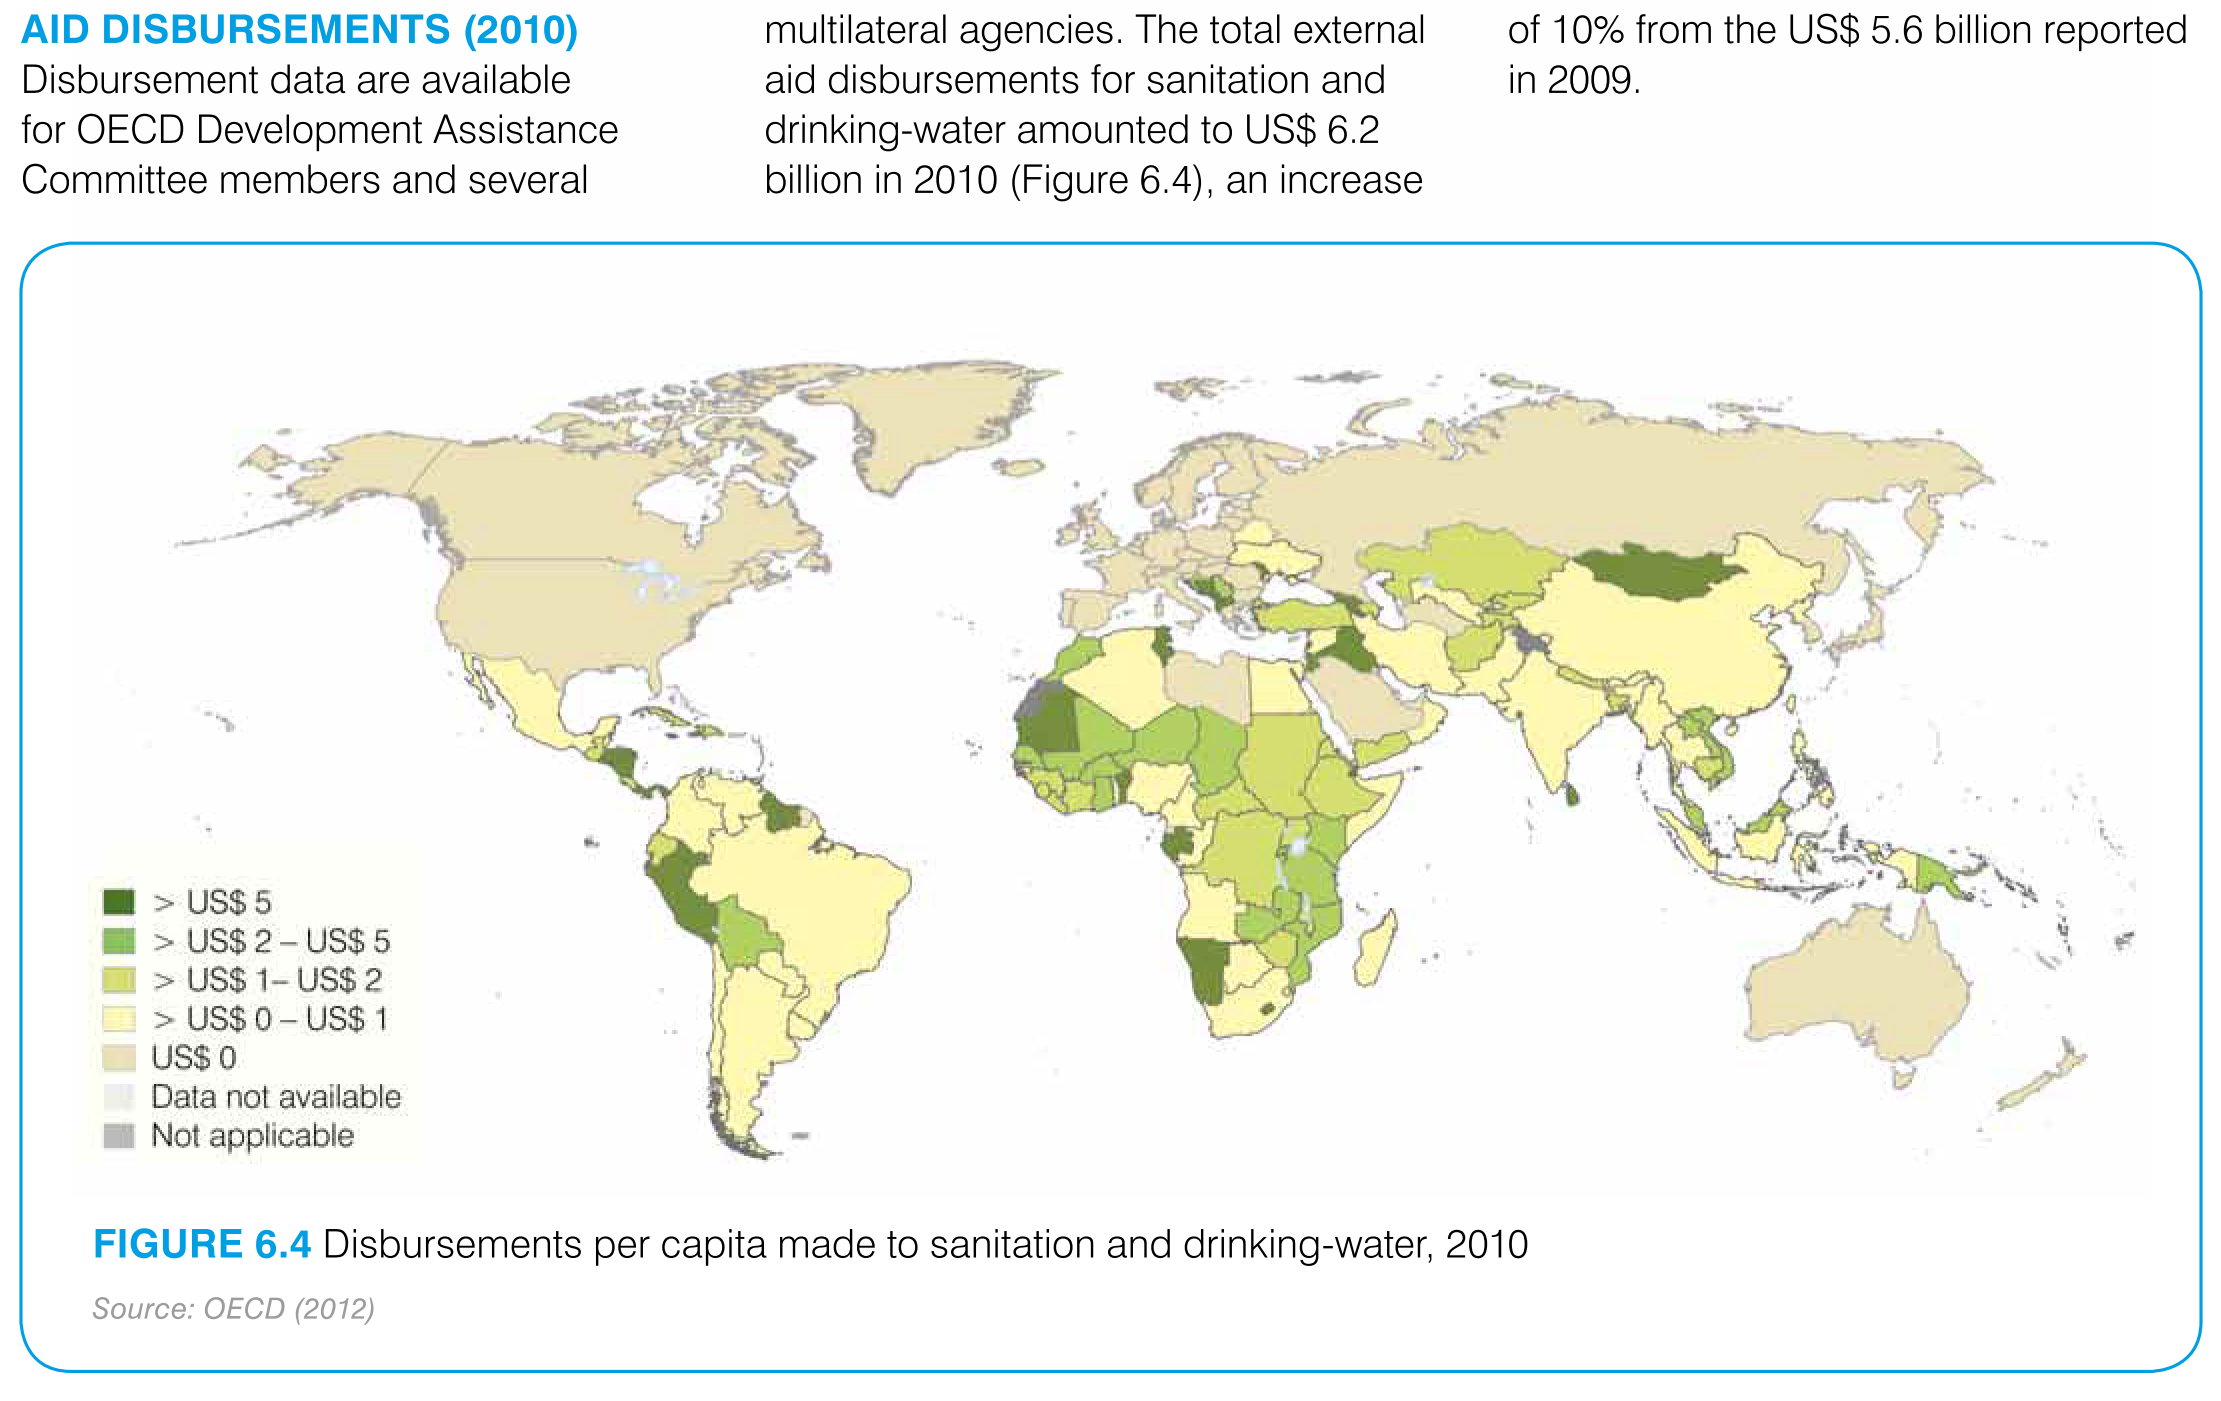 AID DISBURSEMENTS (2010)
Disbursement data are available
for OECD Development Assistance
Committee members and several
multilateral agencies. The total external
aid disbursements for sanitation and
drinking-water amounted to US$ 6.2
billion in 2010 (Figure 6.4), an increase
of 10% from the US$ 5.6 billion reported
in 2009.
> US$ 5
> US$ 2 – US$ 5
> US$ 1– US$ 2
> US$ 0 – US$ 1
US$ 0
Data not available
Not applicable
FIGURE 6.4 Disbursements per capita made to sanitation and drinking-water, 2010
Source: OECD (2012)